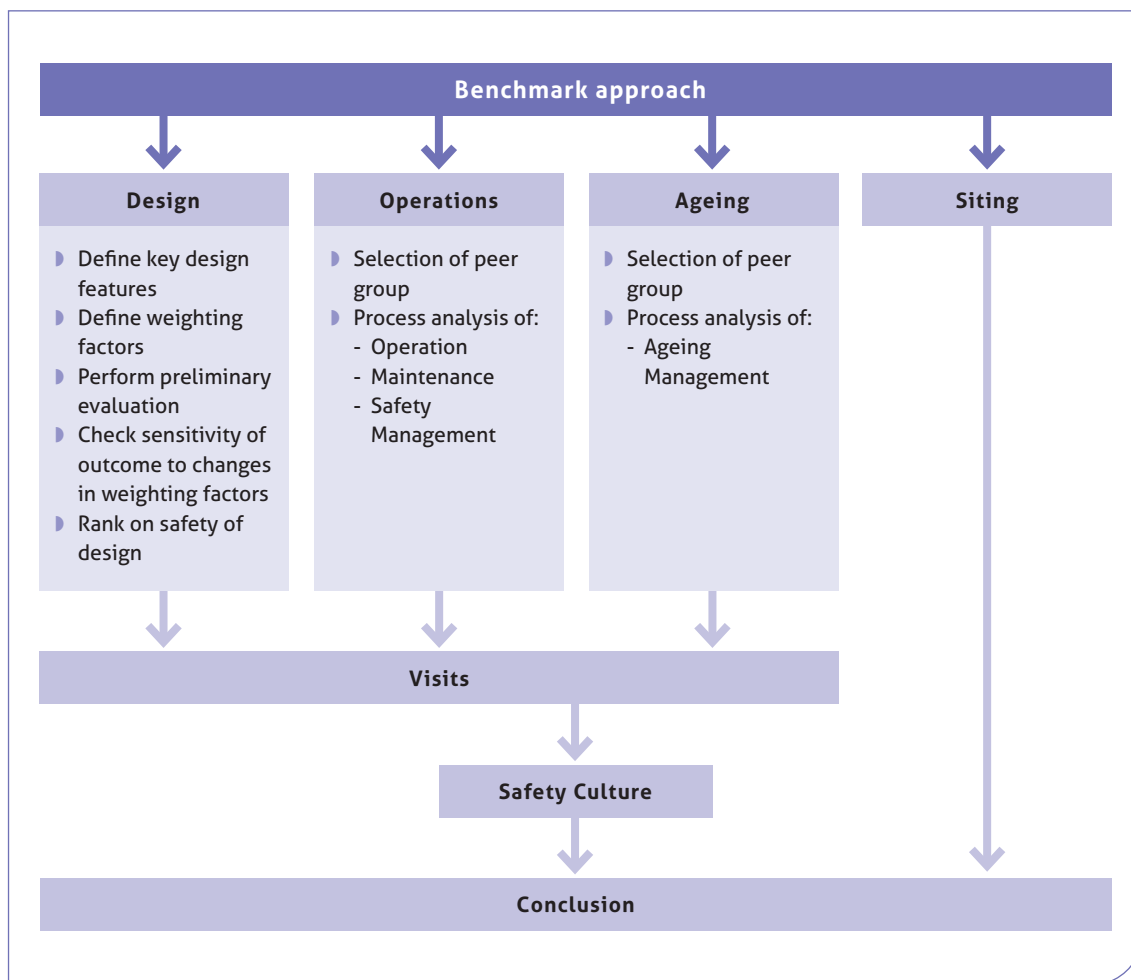 Benchmark approach
Design
Operations
Ageing
Siting
Define key design
features
Define weighting
factors
Perform preliminary
evaluation
Check sensitivity of
outcome to changes
in weighting factors
Rank on safety of
design
Selection of peer
group
Process analysis of:
- Operation
- Maintenance
- Safety
Management
Selection of peer
group
Process analysis of:
- Ageing
Management
Visits
Safety Culture
Conclusion